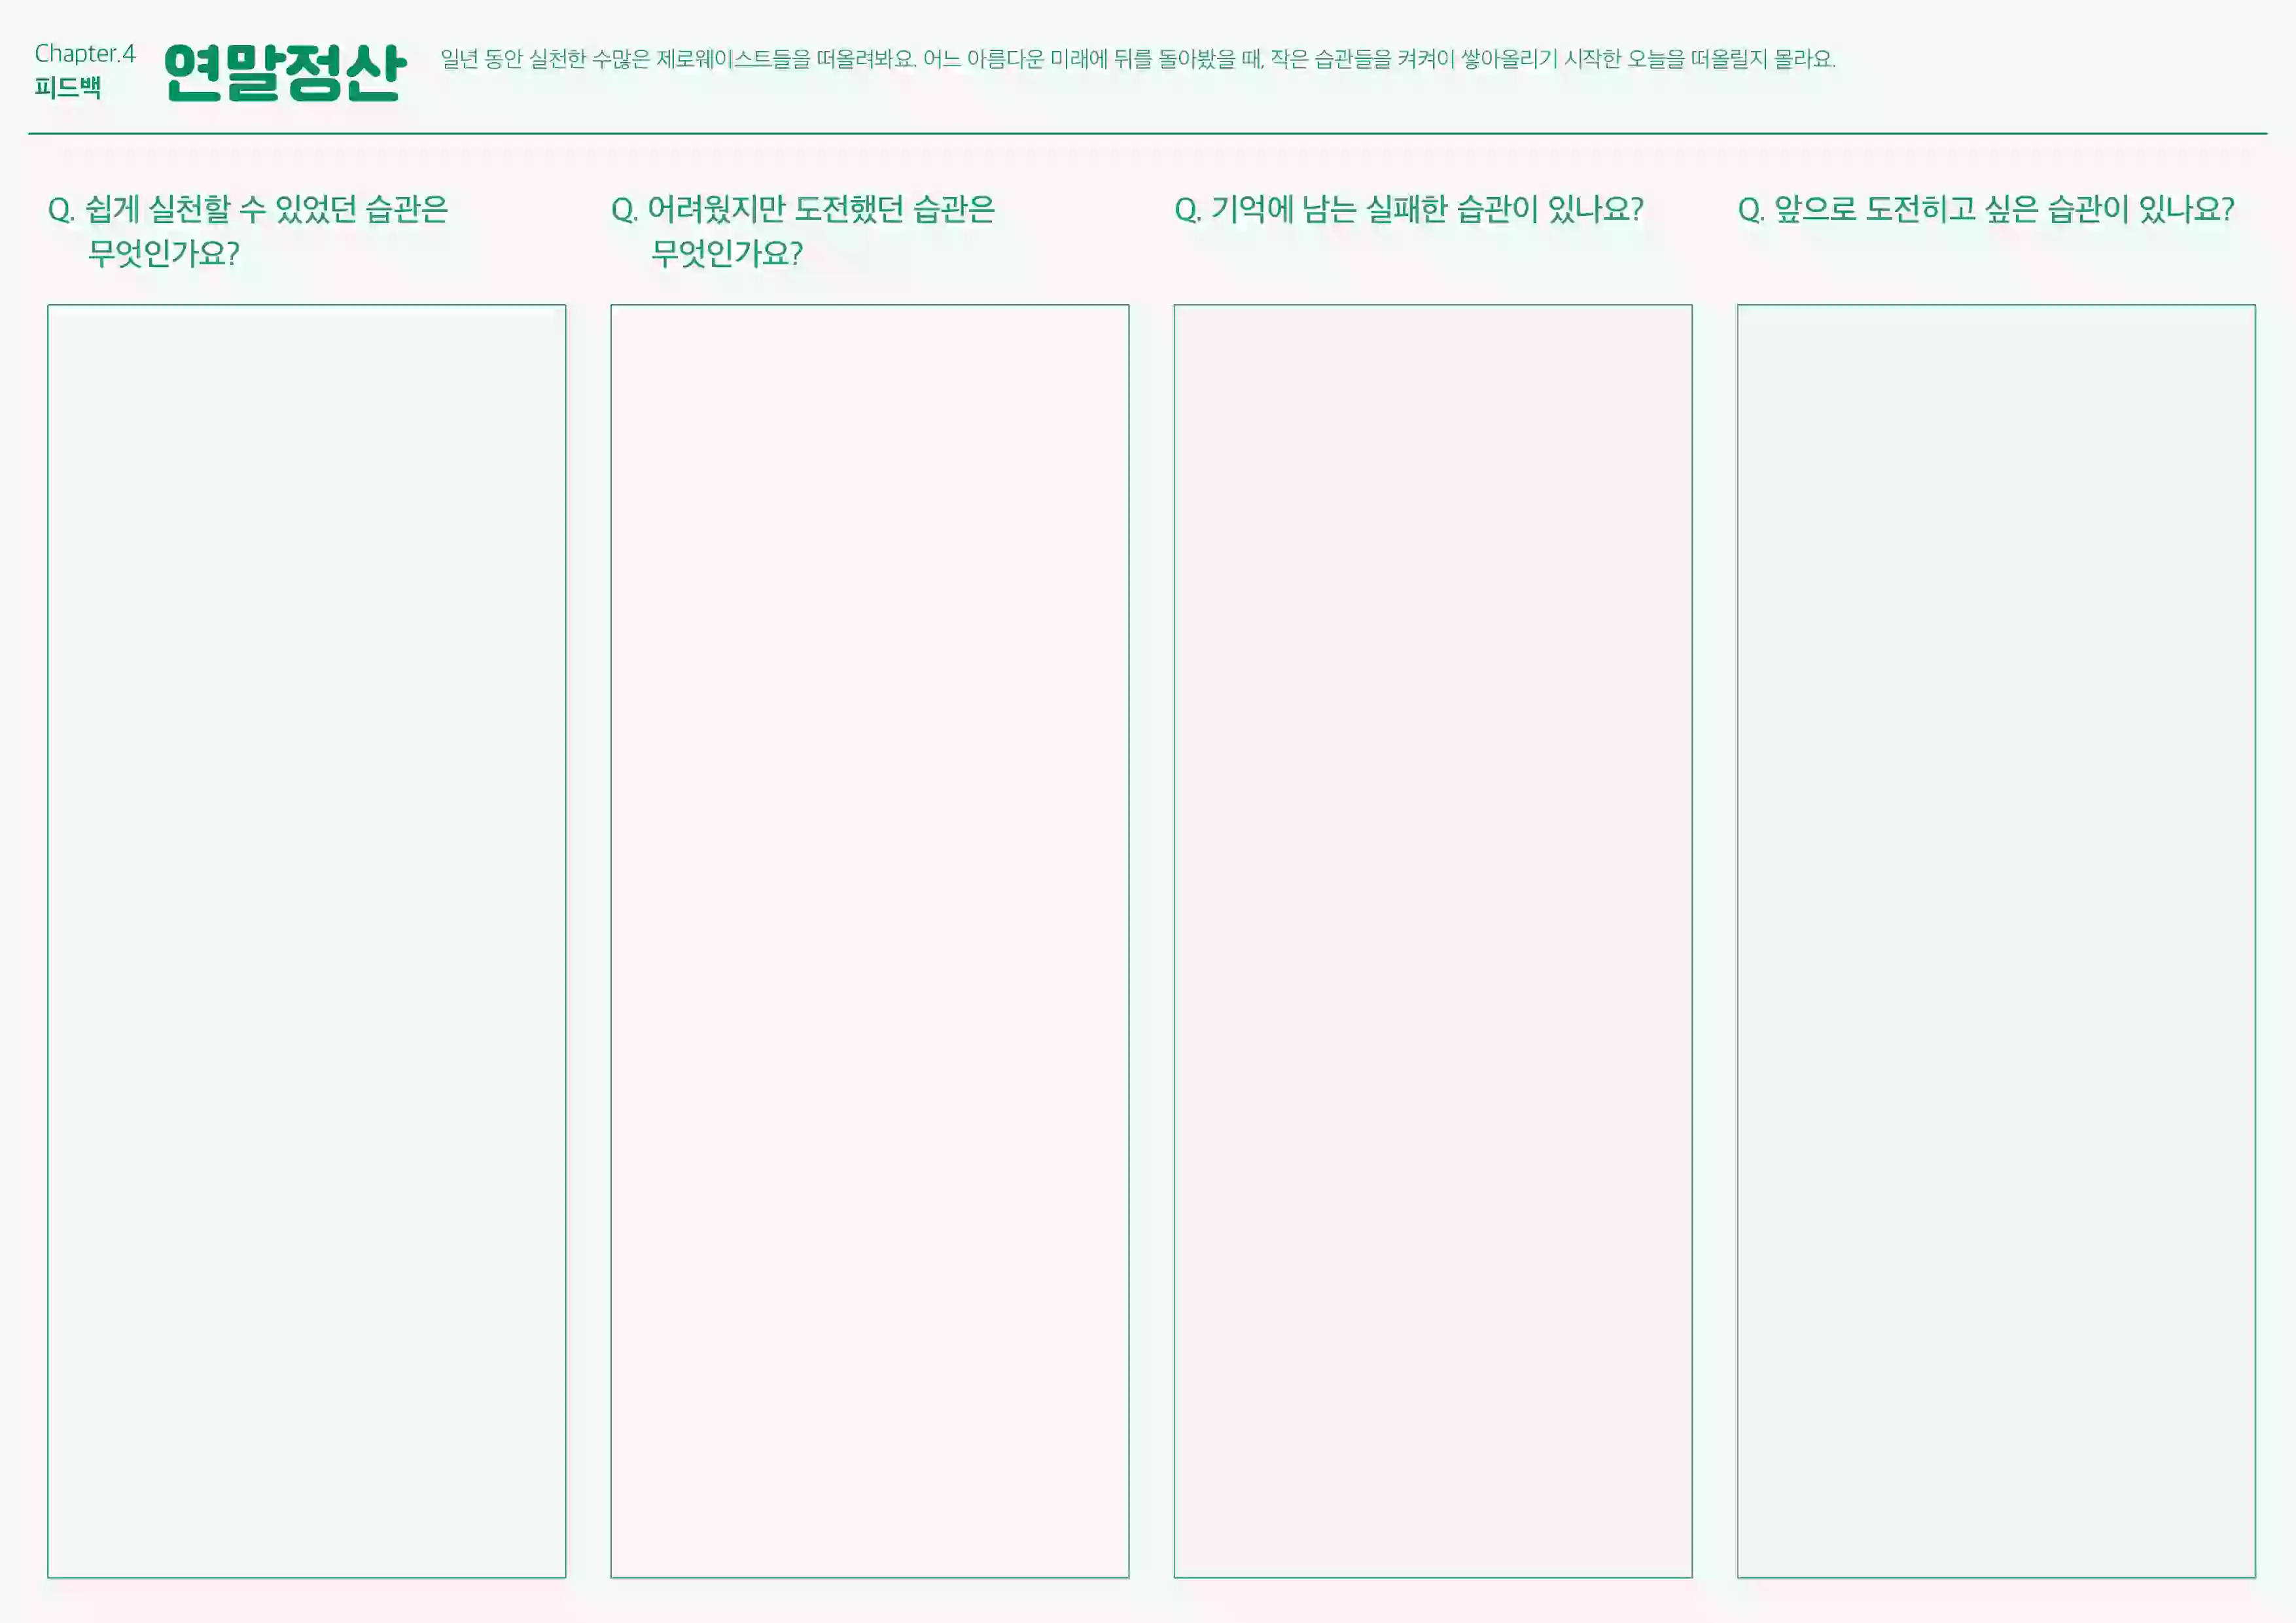 Chapter.4
피드백
연말정산
일년 동안 실천한 수많은 제로웨이스트들을 떠올려봐요. 어느 아름다운 미래에 뒤를 돌아봤을 때, 작은 습관들을 켜켜이 쌓아올리기 시작한 오늘을 떠올릴지 몰라요.
Q. 쉽게 실천할 수 있었던 습관은
무엇인가요?
Q. 어려웠지만 도전했던 습관은
무엇인가요?
Q. 기억에 남는 실패한 습관이 있나요?
Q. 앞으로 도전히고 싶은 습관이 있나요?